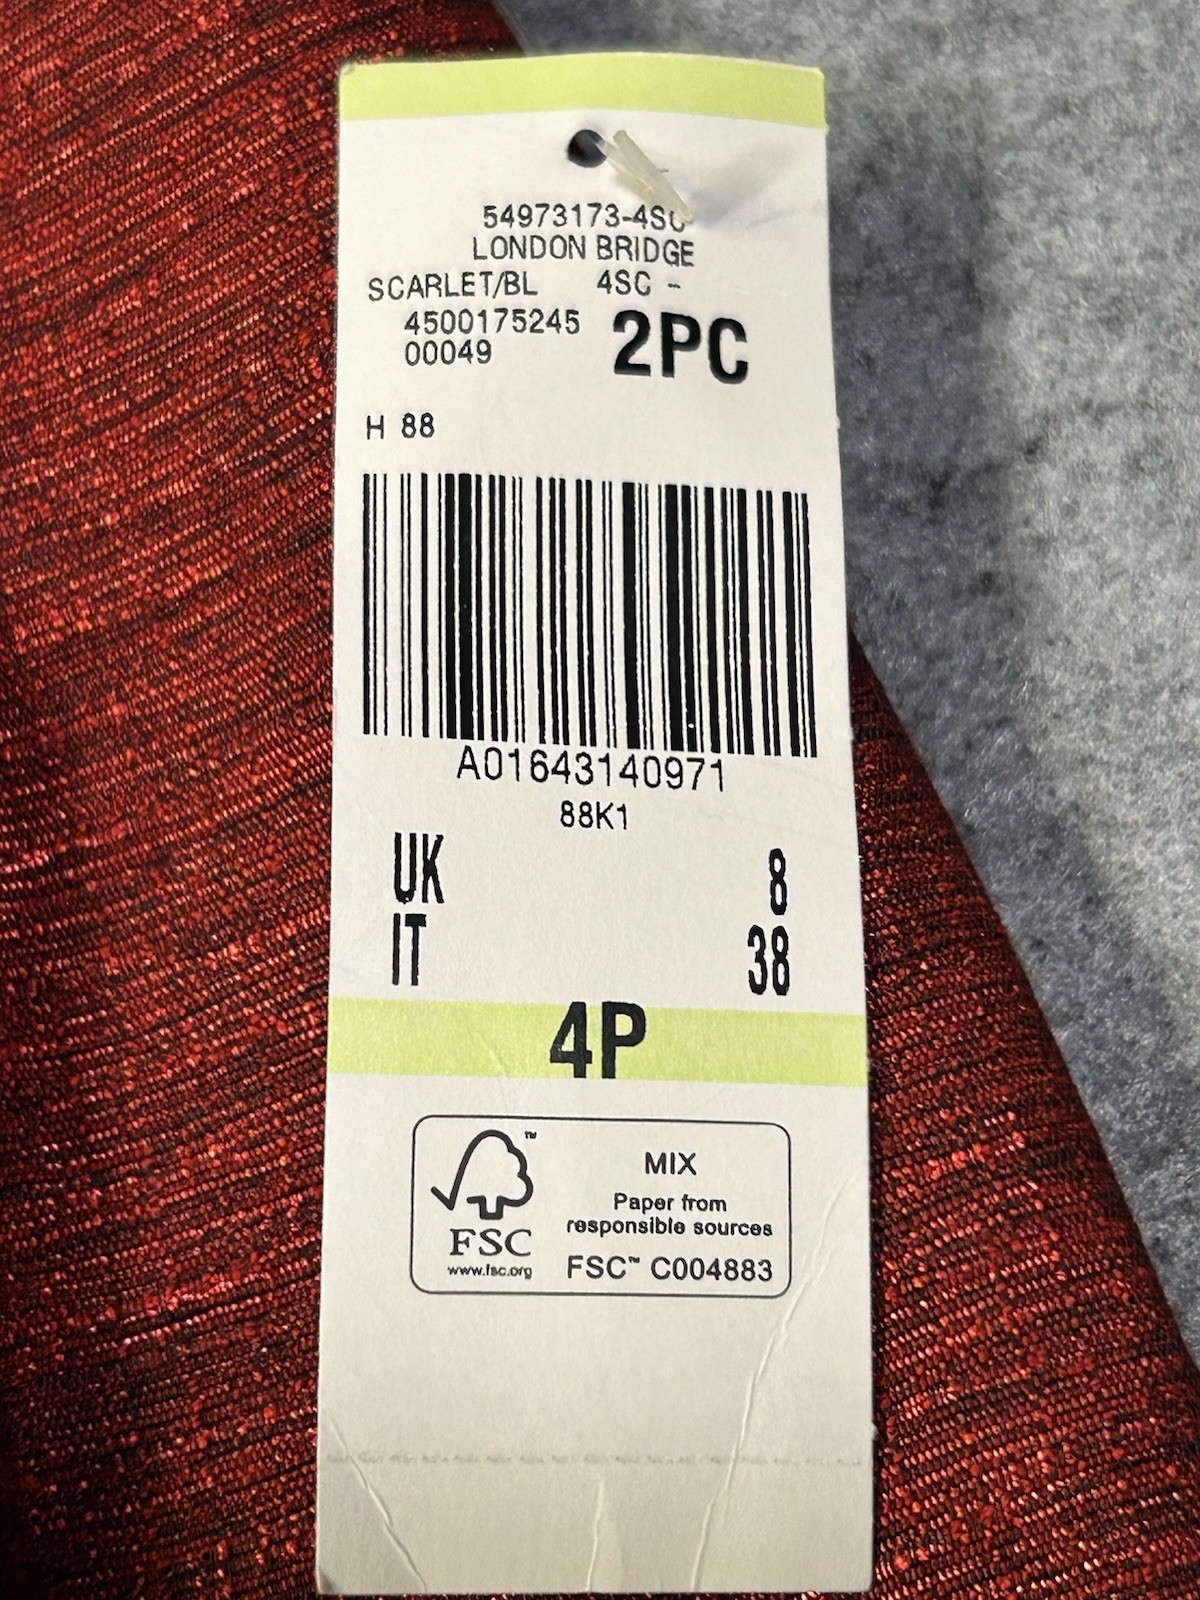 54973173-4SC
LONDON BRIDGE
SCARLET/BL 4SC -
4500175245
00049
2PC
H 88
A01643140971
88K1
UK 8
IT 38
4P
TM
FSC
www.fsc.org
MIX
Paper from
responsible sources
FSC™ C004883